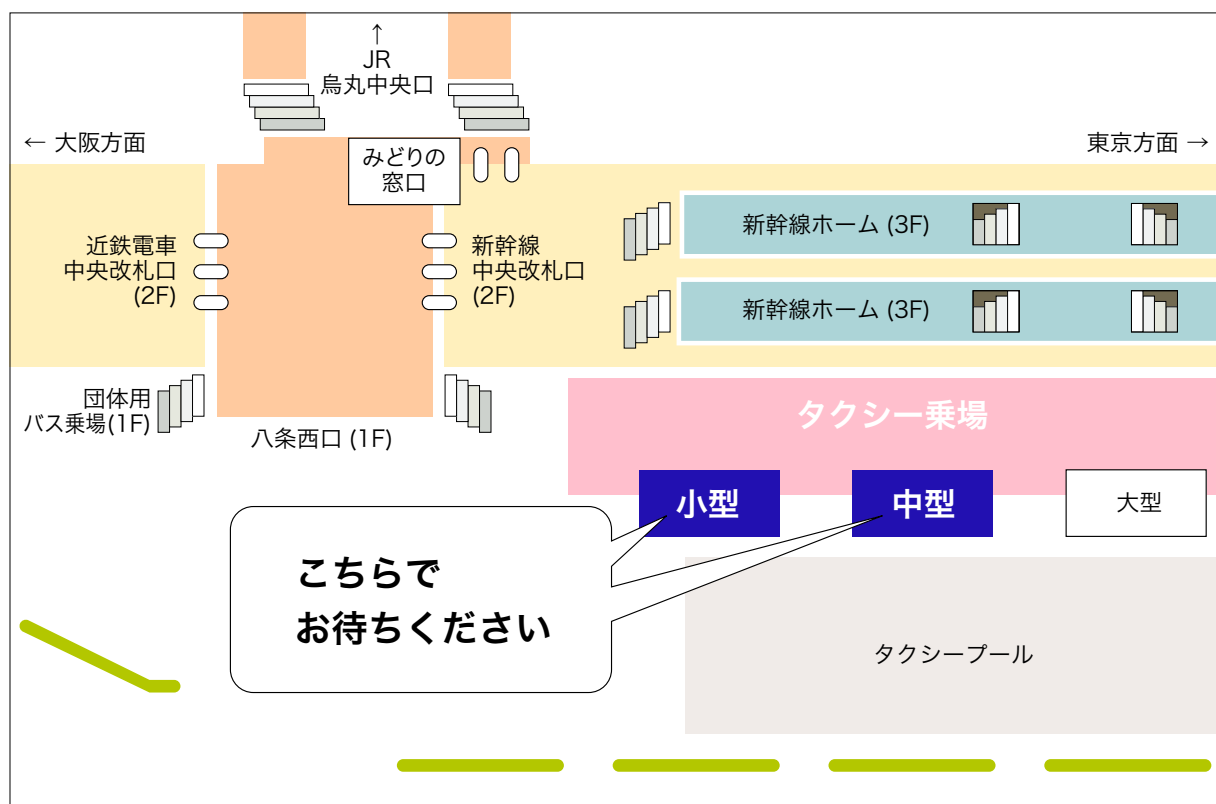 ↑
JR
烏丸中央口
← 大阪方面
みどりの
窓口
東京方面 →
近鉄電車
中央改札口
(2F)
新幹線
中央改札口
(2F)
新幹線ホーム (3F)
新幹線ホーム (3F)
団体用
バス乗場(1F)
八条西口 (1F)
タクシー乗場
小型
中型
大型
こちらで
お待ちください
タクシープール